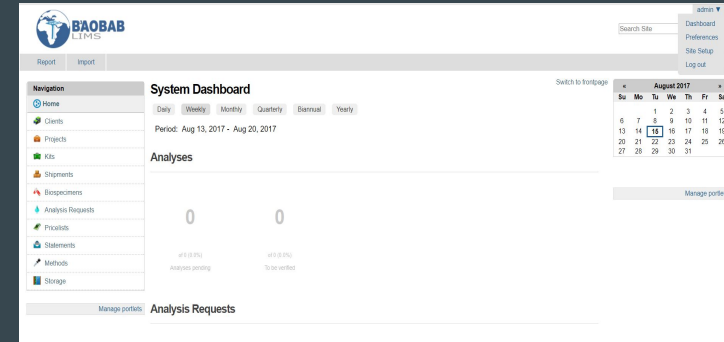 admin ▼
BAOBAB
LIMS
Search Site
Dashboard
Preferences
Site Setup
Log out
Report Import
Navigation
Home
Clients
Projects
Kits
Shipments
Biospecimens
Analysis Requests
Pricelists
Statements
Methods
Storage
Manage portlets
System Dashboard
Switch to frontpage
Daily Weekly Monthly Quarterly Biannual Yearly
Period: Aug 13, 2017 - Aug 20, 2017
Analyses
0 0
of 0 (0.0%) of 0 (0.0%)
Analyses pending To be verified
Analysis Requests
« August 2017 »
Su Mo Tu We Th Fr Sa
1 2 3 4 5
6 7 8 9 10 11 12
13 14 15 16 17 18 19
20 21 22 23 24 25 26
27 28 29 30 31
Manage portle